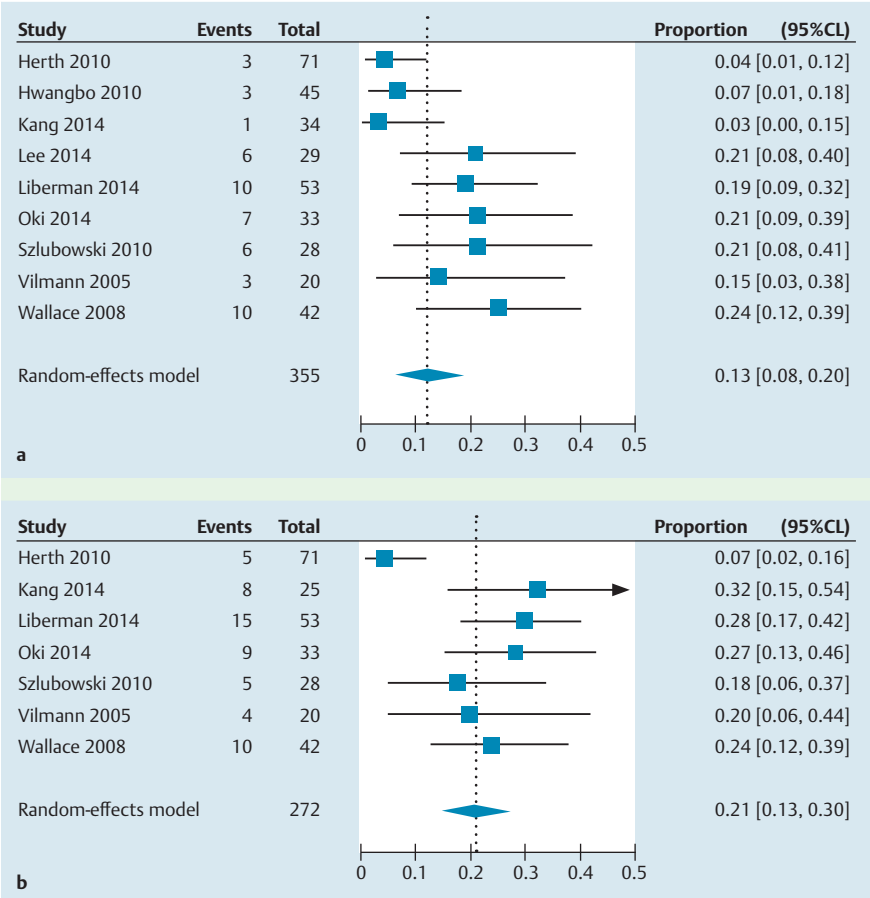 Study Events Total Proportion (95%CL)
Herth 2010 3 71 0.04 [0.01, 0.12]
Hwangbo 2010 3 45 0.07 [0.01, 0.18]
Kang 2014 1 34 0.03 [0.00, 0.15]
Lee 2014 6 29 0.21 [0.08, 0.40]
Liberman 2014 10 53 0.19 [0.09, 0.32]
Oki 2014 7 33 0.21 [0.09, 0.39]
Szlubowski 2010 6 28 0.21 [0.08, 0.41]
Vilmann 2005 3 20 0.15 [0.03, 0.38]
Wallace 2008 10 42 0.24 [0.12, 0.39]
Random-effects model 355 0.13 [0.08, 0.20]
0 0.1 0.2 0.3 0.4 0.5
a
Study Events Total Proportion (95%CL)
Herth 2010 5 71 0.07 [0.02, 0.16]
Kang 2014 8 25 0.32 [0.15, 0.54]
Liberman 2014 15 53 0.28 [0.17, 0.42]
Oki 2014 9 33 0.27 [0.13, 0.46]
Szlubowski 2010 5 28 0.18 [0.06, 0.37]
Vilmann 2005 4 20 0.20 [0.06, 0.44]
Wallace 2008 10 42 0.24 [0.12, 0.39]
Random-effects model 272 0.21 [0.13, 0.30]
0 0.1 0.2 0.3 0.4 0.5
b